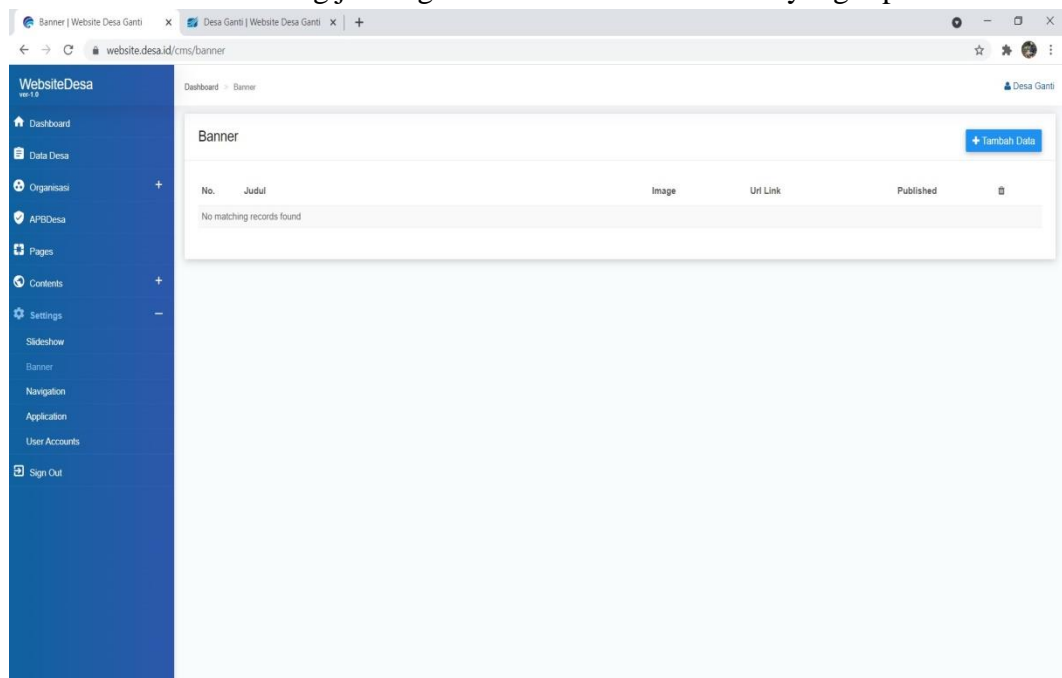 Banner | Website Desa Ganti
Desa Ganti | Website Desa Ganti
website.desa.id/cms/banner
WebsiteDesa
ver-1.0
Dashboard > Banner
Desa Ganti
Dashboard
Data Desa
Organisasi +
APBDesa
Pages
Contents +
Settings −
Slideshow
Banner
Navigation
Application
User Accounts
Sign Out
Banner
+ Tambah Data
No. Judul Image Url Link Published
No matching records found